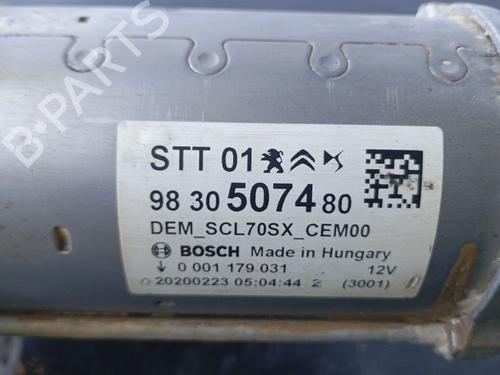 B-PARTS
STT 01
98 30 5074 80
DEM_SCL70SX_CEM00
BOSCH Made in Hungary
0 001 179 031 12V
20200223 05:04:44 2 (3001)